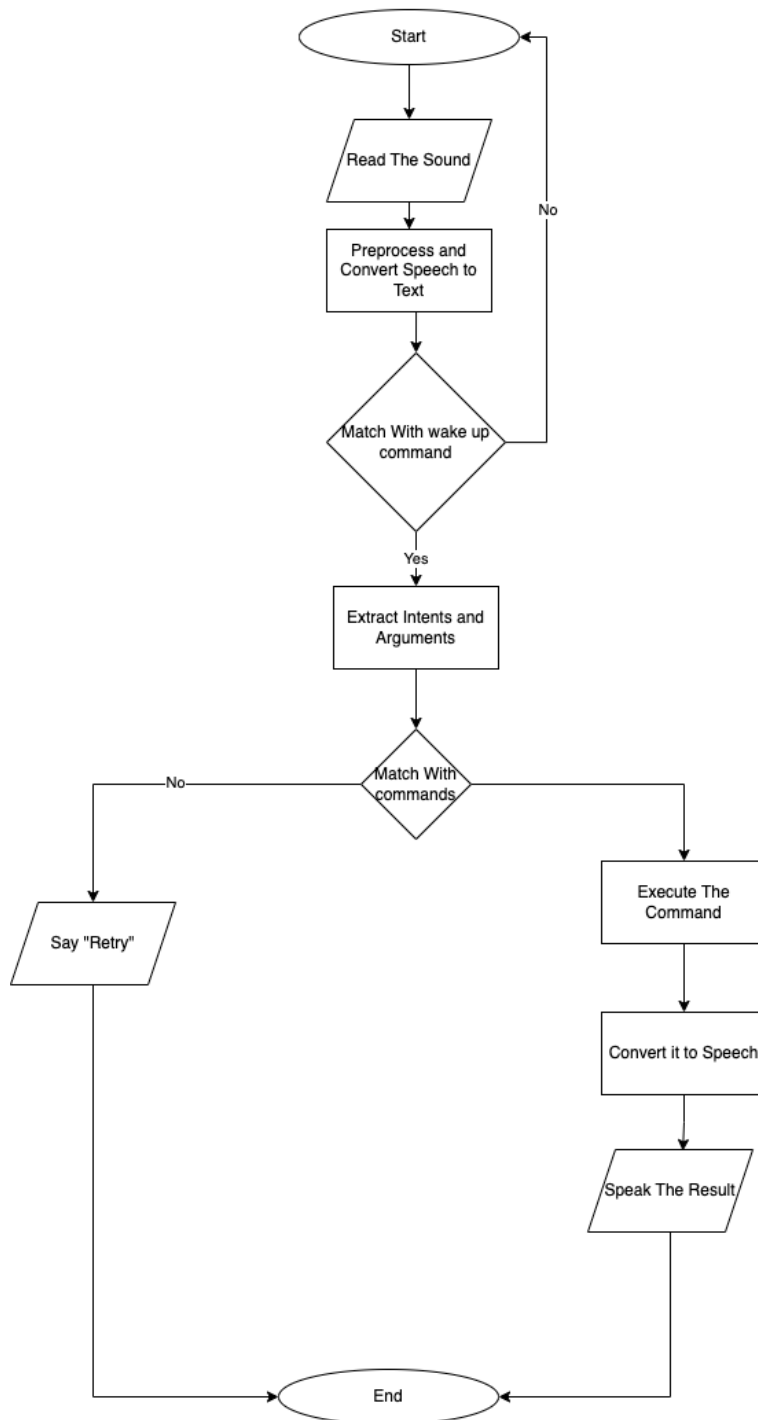 Start
Read The Sound
No
Preprocess and
Convert Speech to
Text
Match With wake up
command
Yes
Extract Intents and
Arguments
Match With
commands
No
Execute The
Command
Say "Retry"
Convert it to Speech
Speak The Result
End